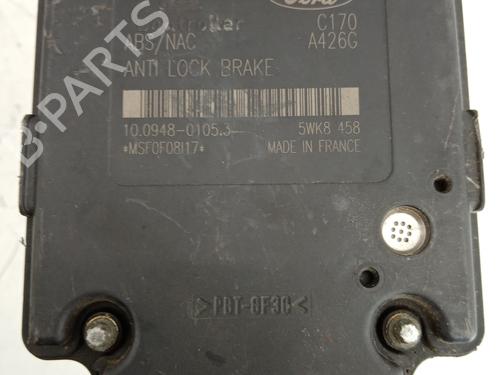 Ford
C170
ABS/NAC A426G
ANTI LOCK BRAKE
10.0948-0105.3 5WK8 458
*MSF0F08I17* MADE IN FRANCE
>PBT-GF30<